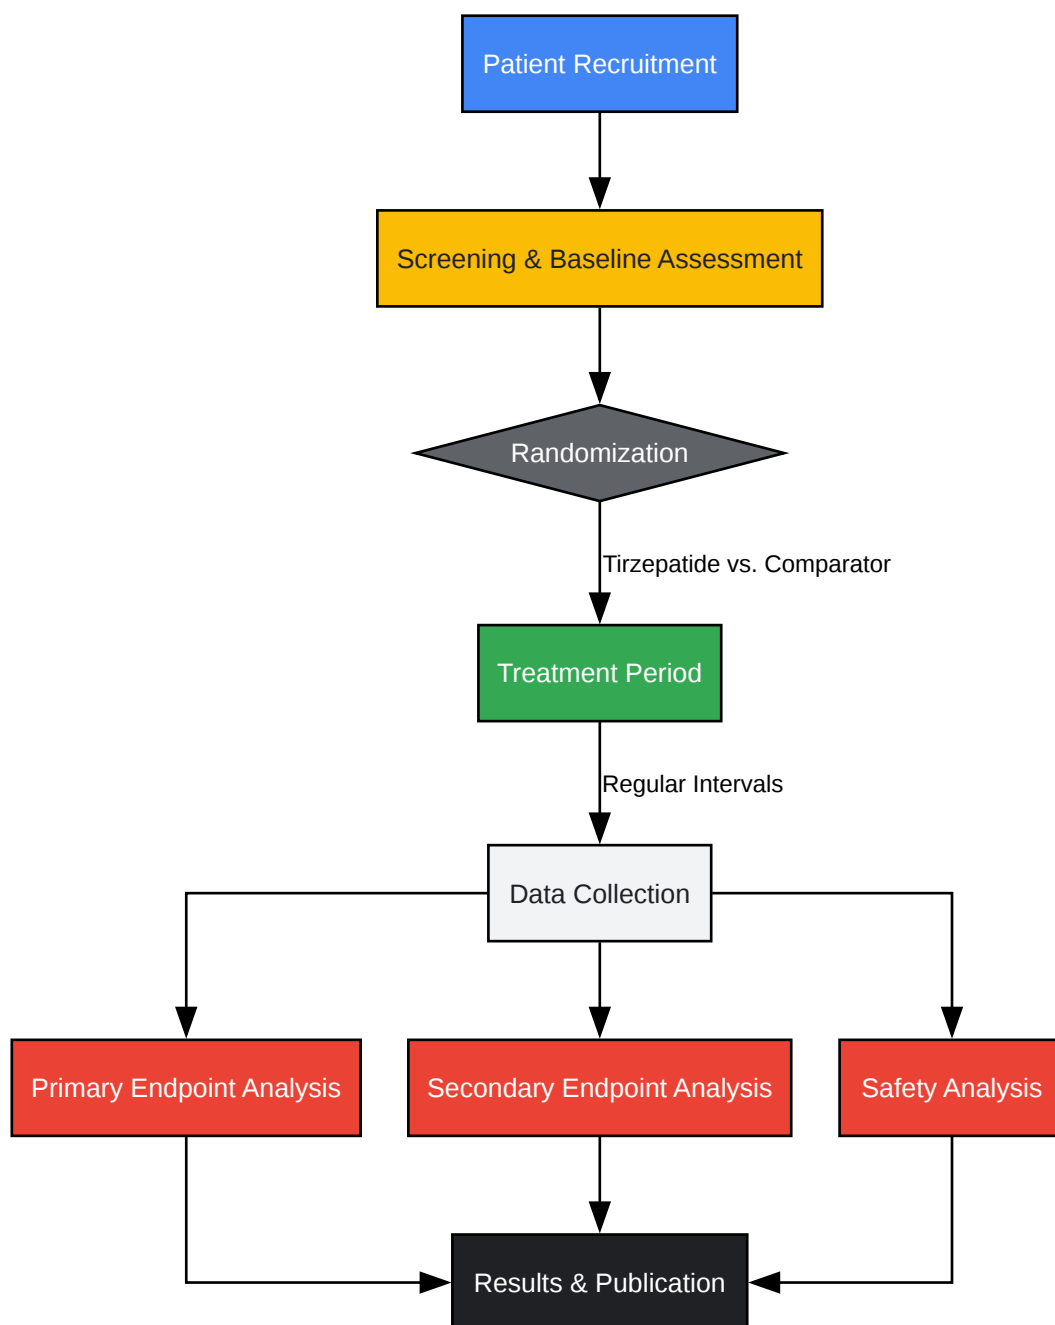 Patient Recruitment
Screening & Baseline Assessment
Randomization
Tirzepatide vs. Comparator
Treatment Period
Regular Intervals
Data Collection
Primary Endpoint Analysis
Secondary Endpoint Analysis
Safety Analysis
Results & Publication